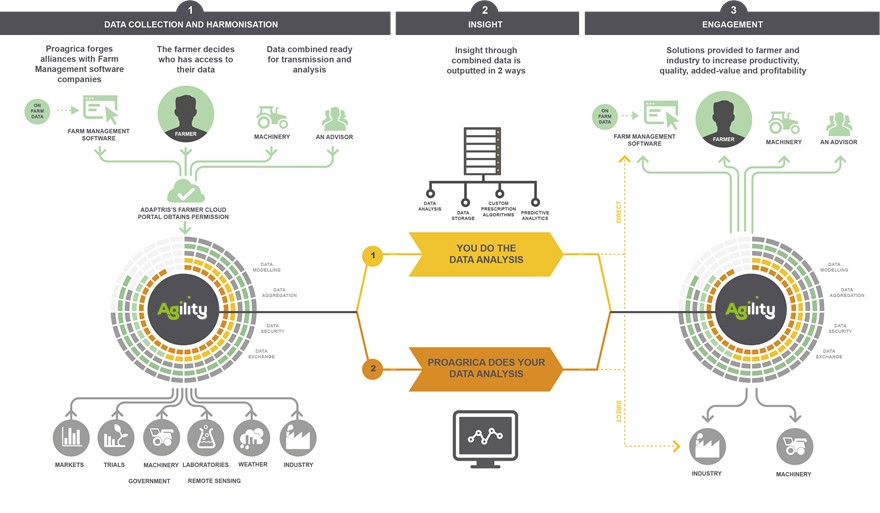 1
DATA COLLECTION AND HARMONISATION
Proagrica forges
alliances with Farm
Management software
companies
The farmer decides
who has access to
their data
Data combined ready
for transmission and
analysis
ON
FARM
DATA
FARM MANAGEMENT
SOFTWARE
FARMER
MACHINERY
AN ADVISOR
ADAPTRIS'S FARMER CLOUD
PORTAL OBTAINS PERMISSION
Agility
DATA
MODELLING
DATA
AGGREGATION
DATA
SECURITY
DATA
EXCHANGE
MARKETS
TRIALS
MACHINERY
LABORATORIES
WEATHER
INDUSTRY
GOVERNMENT
REMOTE SENSING
2
INSIGHT
Insight through
combined data is
outputted in 2 ways
DATA
ANALYSIS
DATA
STORAGE
CUSTOM
PRESCRIPTION
ALGORITHMS
PREDICTIVE
ANALYTICS
1
YOU DO THE
DATA ANALYSIS
2
PROAGRICA DOES YOUR
DATA ANALYSIS
3
ENGAGEMENT
Solutions provided to farmer and
industry to increase productivity,
quality, added-value and profitability
ON
FARM
DATA
FARM MANAGEMENT
SOFTWARE
FARMER
MACHINERY
AN ADVISOR
DIRECT
DIRECT
Agility
DATA
MODELLING
DATA
AGGREGATION
DATA
SECURITY
DATA
EXCHANGE
INDUSTRY
MACHINERY